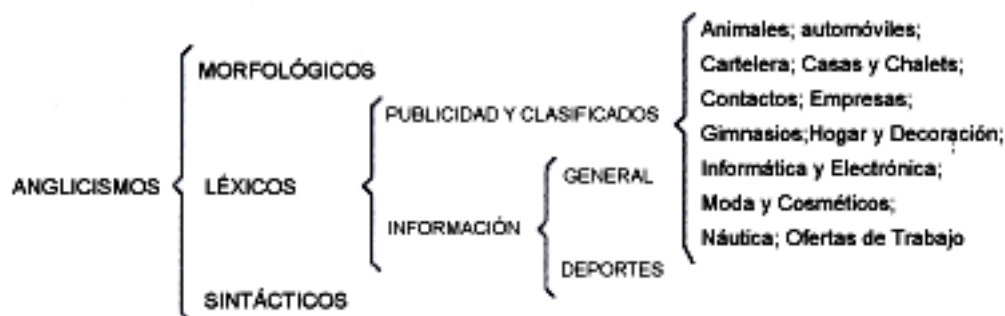 ANGLICISMOS
MORFOLÓGICOS
LÉXICOS
SINTÁCTICOS
PUBLICIDAD Y CLASIFICADOS
INFORMACIÓN
GENERAL
DEPORTES
Animales; automóviles;
Cartelera; Casas y Chalets;
Contactos; Empresas;
Gimnasios;Hogar y Decoración;
Informática y Electrónica;
Moda y Cosméticos;
Náutica; Ofertas de Trabajo